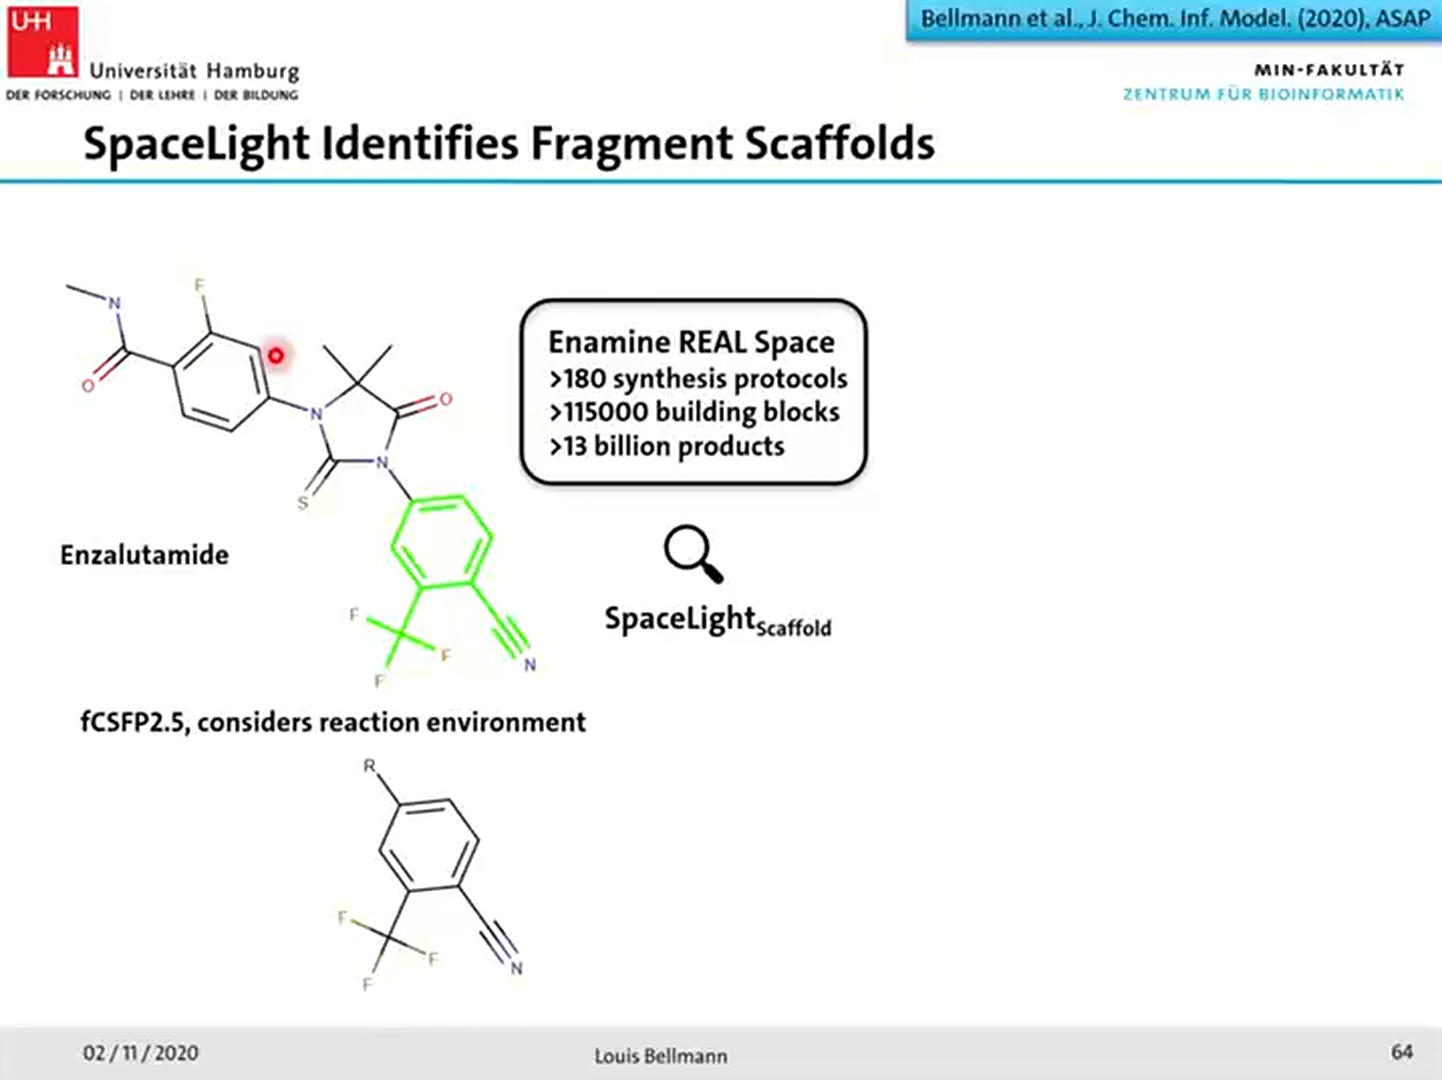 Bellmann et al., J. Chem. Inf. Model. (2020), ASAP
UHH
Universität Hamburg
DER FORSCHUNG | DER LEHRE | DER BILDUNG
MIN-FAKULTÄT
ZENTRUM FÜR BIOINFORMATIK
SpaceLight Identifies Fragment Scaffolds
F
N
O
N
O
N
S
F
F
F
N
Enzalutamide
Enamine REAL Space
>180 synthesis protocols
>115000 building blocks
>13 billion products
SpaceLightScaffold
fCSFP2.5, considers reaction environment
R
F
F
F
N
02 / 11 / 2020
Louis Bellmann
64